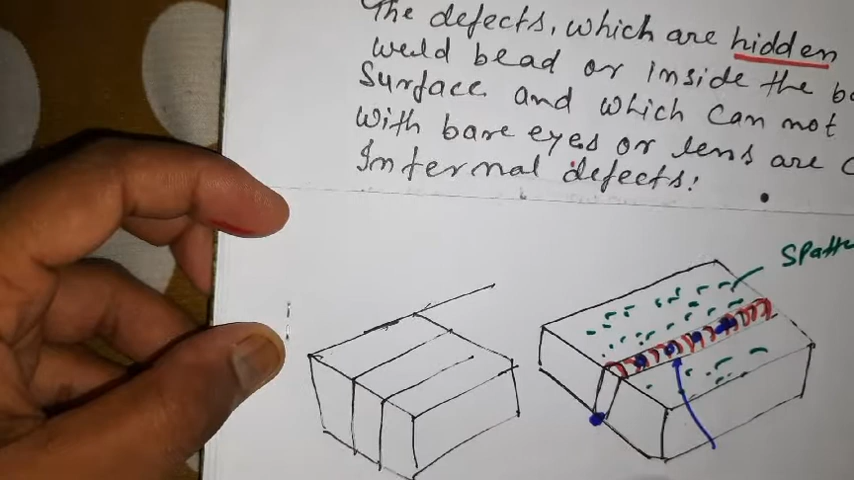 The defects, which are hidden
weld bead or inside the
Surface and which can not
with bare eyes or lens are
Internal defects: